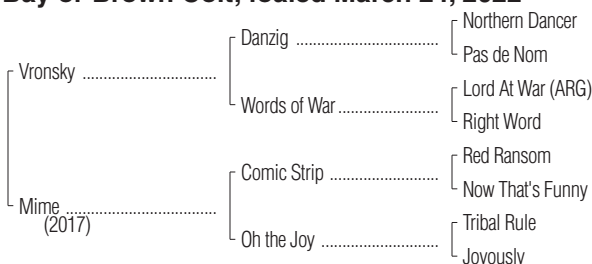 Bay or Brown Colt, foaled March 24, 2022
Northern Dancer
Danzig ................................
Pas de Nom
Vronsky ..............................
Lord At War (ARG)
Words of War .......................
Right Word
Red Ransom
Comic Strip ........................
Now That's Funny
Mime ..................................
(2017)
Tribal Rule
Oh the Joy ..........................
Joyously